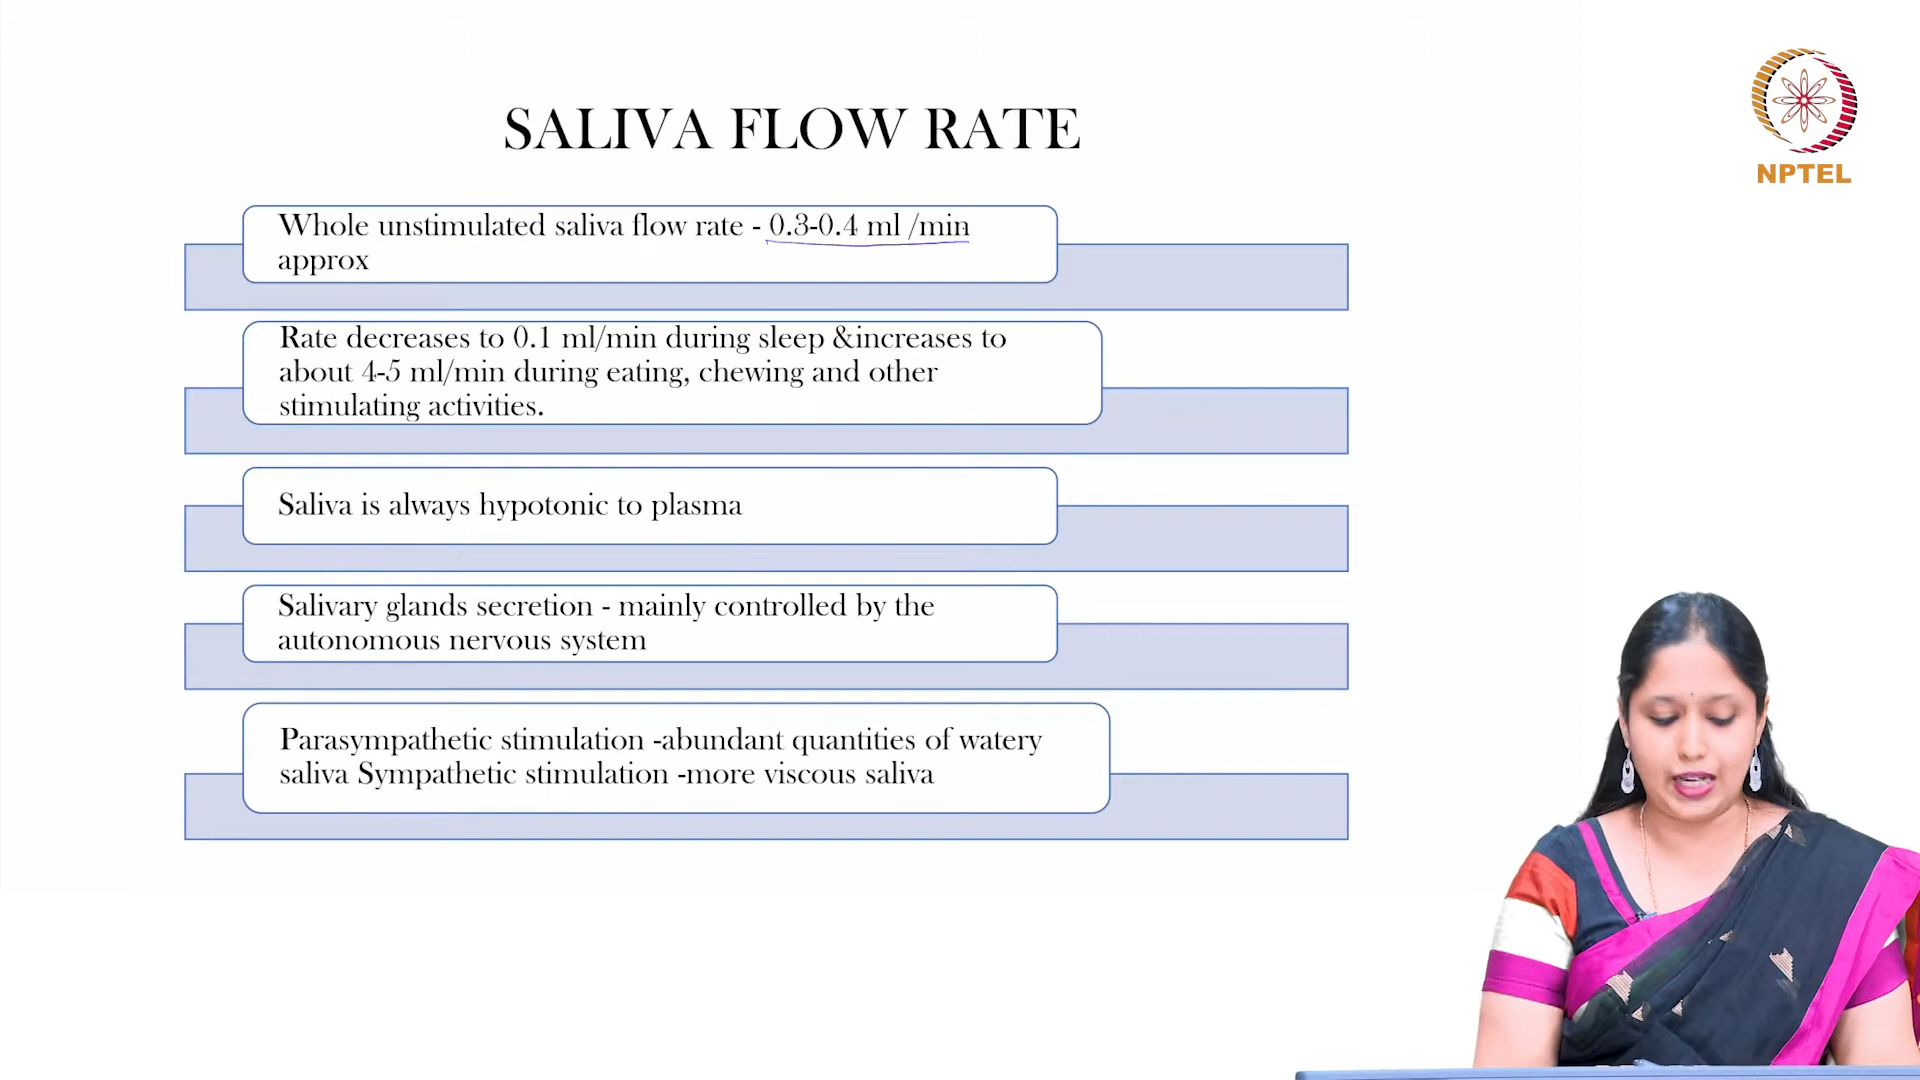 SALIVA FLOW RATE
NPTEL
Whole unstimulated saliva flow rate - 0.3-0.4 ml /min
approx
Rate decreases to 0.1 ml/min during sleep &increases to
about 4-5 ml/min during eating, chewing and other
stimulating activities.
Saliva is always hypotonic to plasma
Salivary glands secretion - mainly controlled by the
autonomous nervous system
Parasympathetic stimulation -abundant quantities of watery
saliva Sympathetic stimulation -more viscous saliva